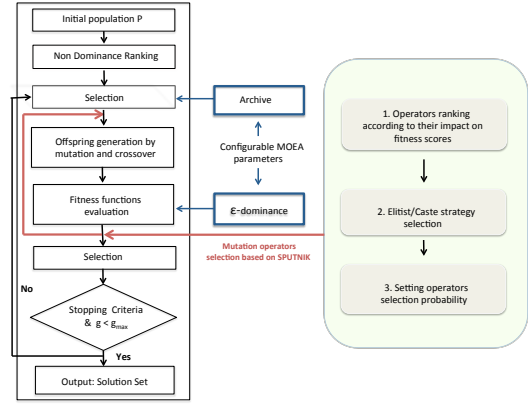 Initial population P
Non Dominance Ranking
Selection
Offspring generation by
mutation and crossover
Fitness functions
evaluation
Selection
No
Stopping Criteria
& g < gmax
Yes
Output: Solution Set
Archive
Configurable MOEA
parameters
ε-dominance
Mutation operators
selection based on SPUTNIK
1. Operators ranking
according to their impact on
fitness scores
2. Elitist/Caste strategy
selection
3. Setting operators
selection probability